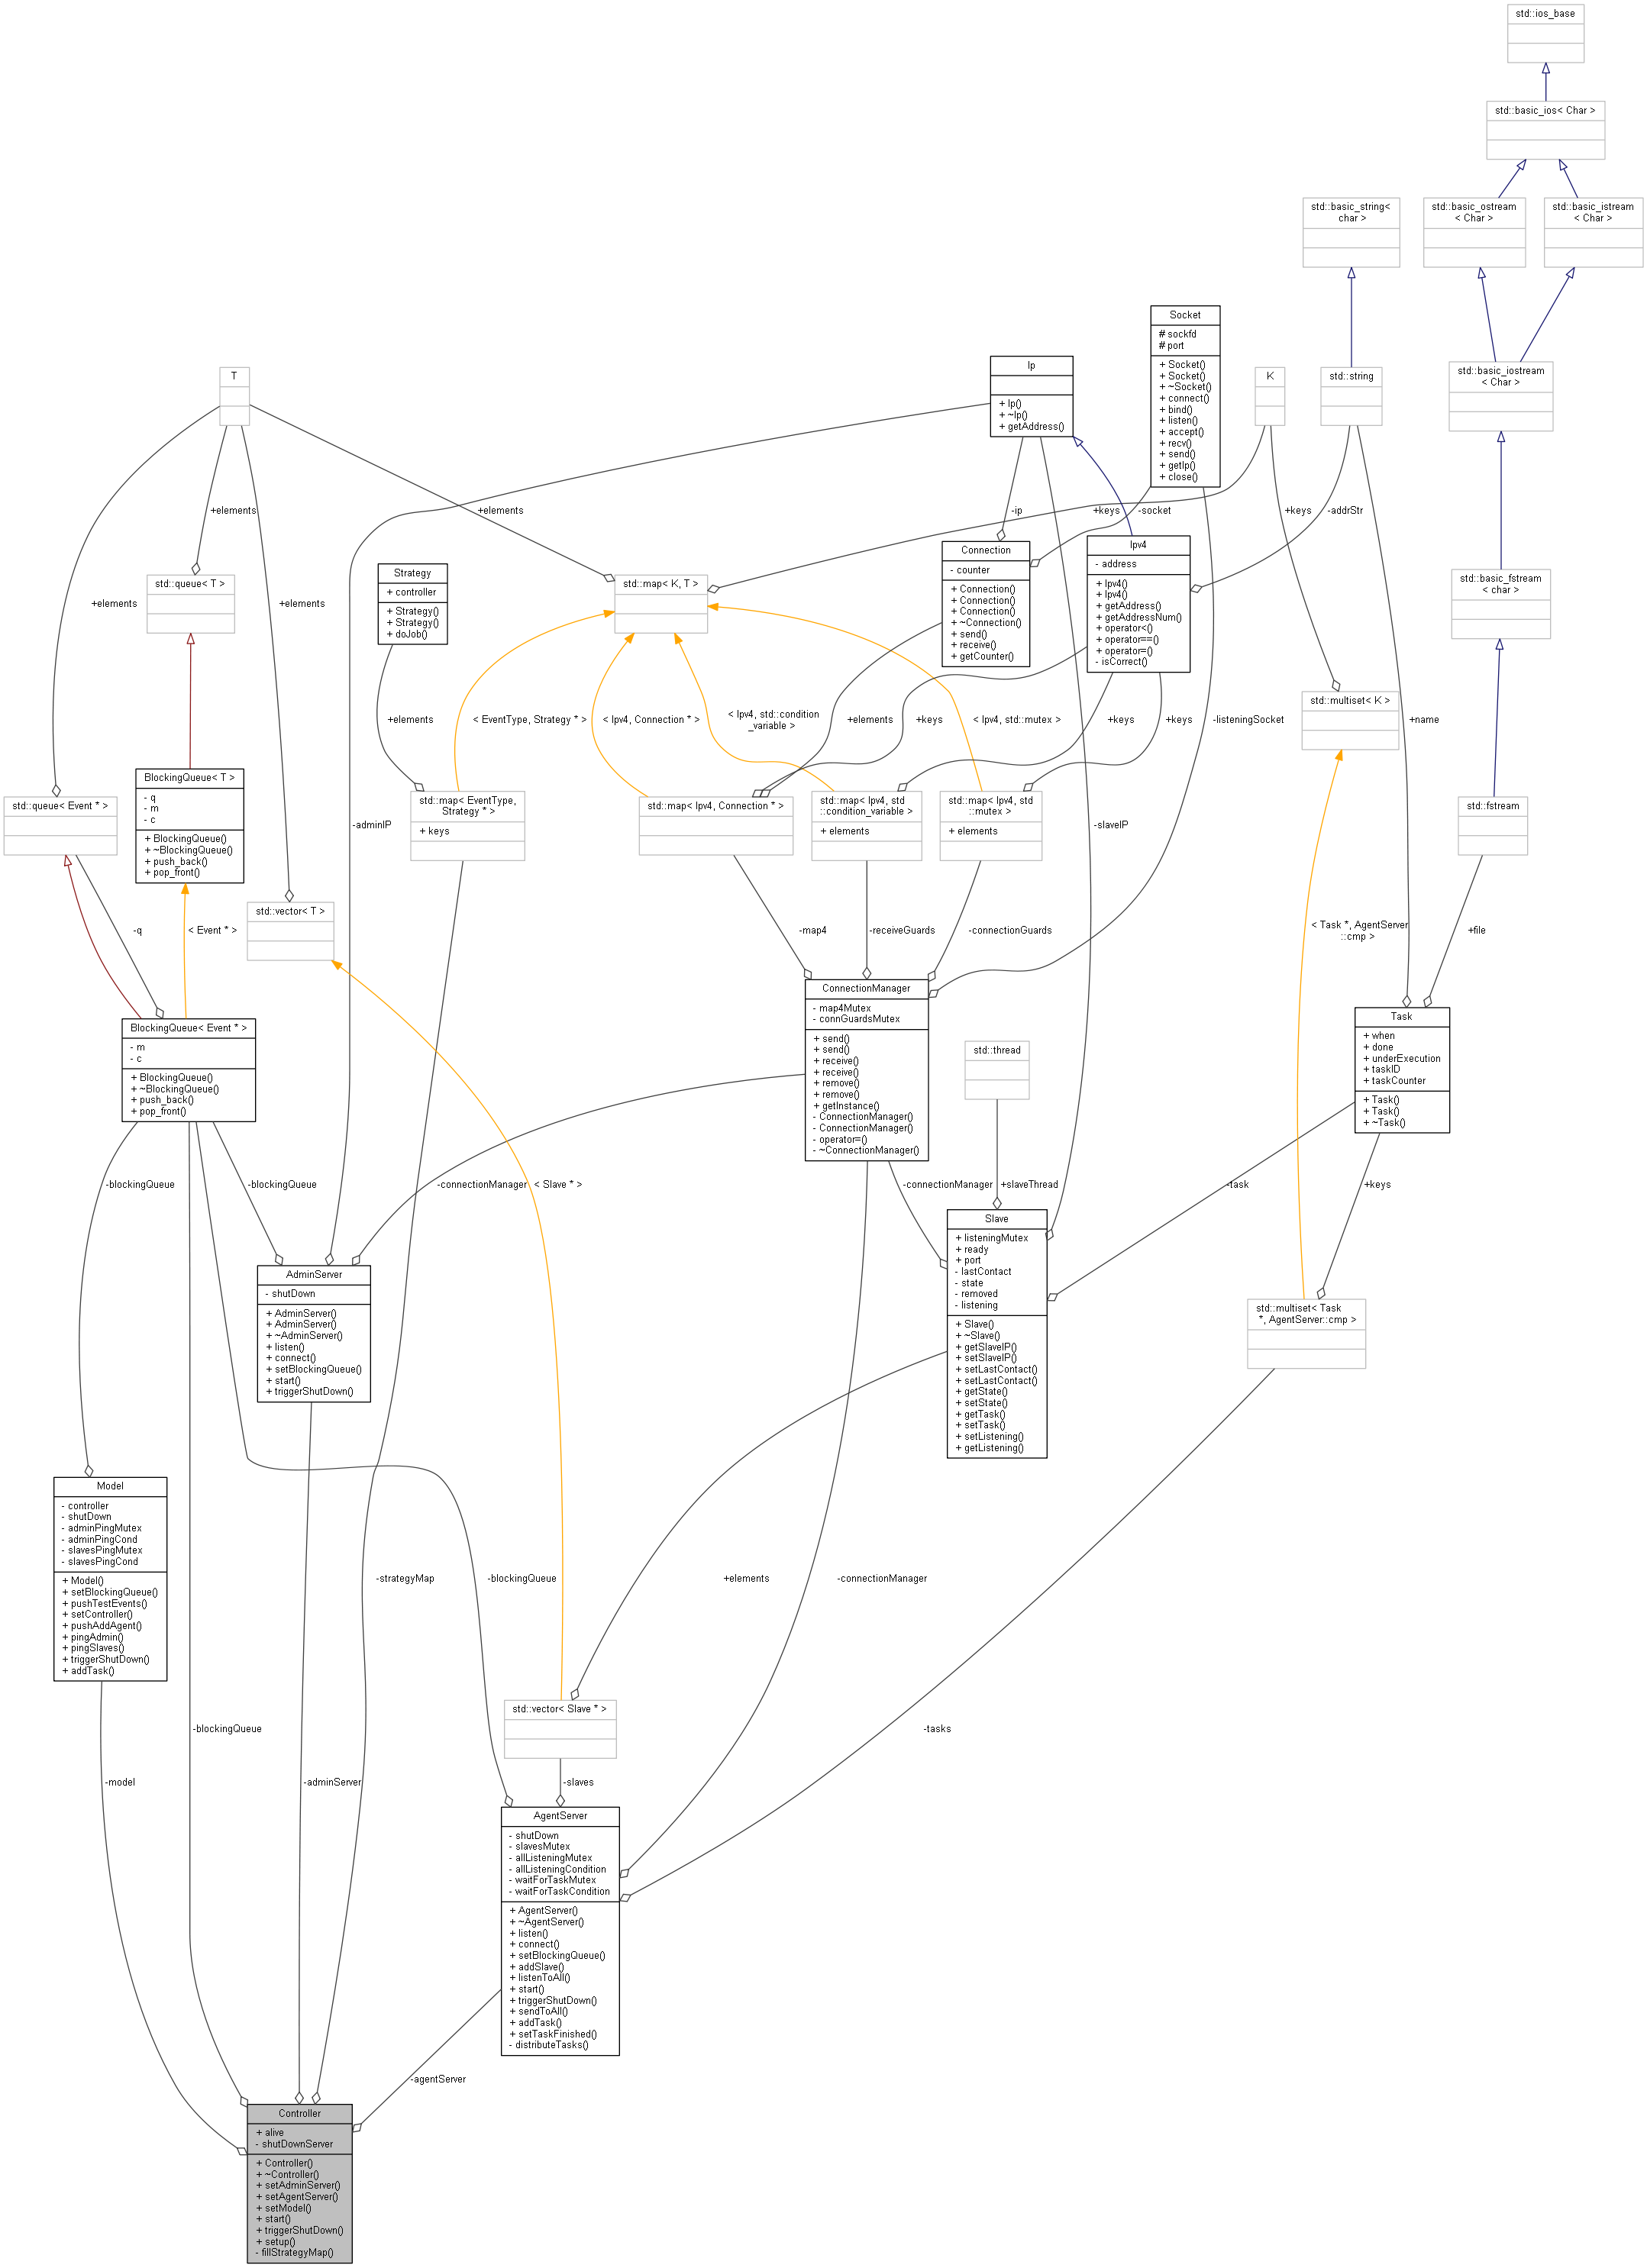 std::ios_base
std::basic_ios< Char >
std::basic_string<
char >
std::basic_ostream
< Char >
std::basic_istream
< Char >
Socket
# sockfd
# port
+ Socket()
+ Socket()
+ ~Socket()
+ connect()
+ bind()
+ listen()
+ accept()
+ recv()
+ send()
+ getIp()
+ close()
Ip
+ Ip()
+ ~Ip()
+ getAddress()
T
K
std::string
std::basic_iostream
< Char >
+elements
+elements
-ip
+keys
-socket
+keys
-addrStr
Connection
- counter
+ Connection()
+ Connection()
+ Connection()
+ ~Connection()
+ send()
+ receive()
+ getCounter()
Ipv4
- address
+ Ipv4()
+ Ipv4()
+ getAddress()
+ getAddressNum()
+ operator<()
+ operator==()
+ operator=()
- isCorrect()
Strategy
+ controller
+ Strategy()
+ Strategy()
+ doJob()
std::queue< T >
std::map< K, T >
std::basic_fstream
< char >
+elements
+elements
std::multiset< K >
+elements
< EventType, Strategy * >
< Ipv4, Connection * >
< Ipv4, std::condition
_variable >
+elements
+keys
< Ipv4, std::mutex >
+keys
+keys
-listeningSocket
+name
BlockingQueue< T >
- q
- m
- c
+ BlockingQueue()
+ ~BlockingQueue()
+ push_back()
+ pop_front()
std::queue< Event * >
-adminIP
std::map< EventType,
Strategy * >
+ keys
std::map< Ipv4, Connection * >
std::map< Ipv4, std
::condition_variable >
+ elements
std::map< Ipv4, std
::mutex >
+ elements
-slaveIP
std::fstream
std::vector< T >
-q
< Event * >
-map4
-receiveGuards
-connectionGuards
< Task *, AgentServer
::cmp >
+file
ConnectionManager
- map4Mutex
- connGuardsMutex
+ send()
+ send()
+ receive()
+ receive()
+ remove()
+ remove()
+ getInstance()
- ConnectionManager()
- ConnectionManager()
- operator=()
- ~ConnectionManager()
BlockingQueue< Event * >
- m
- c
+ BlockingQueue()
+ ~BlockingQueue()
+ push_back()
+ pop_front()
std::thread
Task
+ when
+ done
+ underExecution
+ taskID
+ taskCounter
+ Task()
+ Task()
+ ~Task()
-blockingQueue
-blockingQueue
-connectionManager
< Slave * >
-connectionManager
+slaveThread
-task
+keys
Slave
+ listeningMutex
+ ready
+ port
- lastContact
- state
- removed
- listening
+ Slave()
+ ~Slave()
+ getSlaveIP()
+ setSlaveIP()
+ setLastContact()
+ setLastContact()
+ getState()
+ setState()
+ getTask()
+ setTask()
+ setListening()
+ getListening()
AdminServer
- shutDown
+ AdminServer()
+ AdminServer()
+ ~AdminServer()
+ listen()
+ connect()
+ setBlockingQueue()
+ start()
+ triggerShutDown()
std::multiset< Task
*, AgentServer::cmp >
Model
- controller
- shutDown
- adminPingMutex
- adminPingCond
- slavesPingMutex
- slavesPingCond
+ Model()
+ setBlockingQueue()
+ pushTestEvents()
+ setController()
+ pushAddAgent()
+ pingAdmin()
+ pingSlaves()
+ triggerShutDown()
+ addTask()
-strategyMap
-blockingQueue
+elements
-connectionManager
std::vector< Slave * >
-blockingQueue
-tasks
-model
-adminServer
-slaves
AgentServer
- shutDown
- slavesMutex
- allListeningMutex
- allListeningCondition
- waitForTaskMutex
- waitForTaskCondition
+ AgentServer()
+ ~AgentServer()
+ listen()
+ connect()
+ setBlockingQueue()
+ addSlave()
+ listenToAll()
+ start()
+ triggerShutDown()
+ sendToAll()
+ addTask()
+ setTaskFinished()
- distributeTasks()
-agentServer
Controller
+ alive
- shutDownServer
+ Controller()
+ ~Controller()
+ setAdminServer()
+ setAgentServer()
+ setModel()
+ start()
+ triggerShutDown()
+ setup()
- fillStrategyMap()